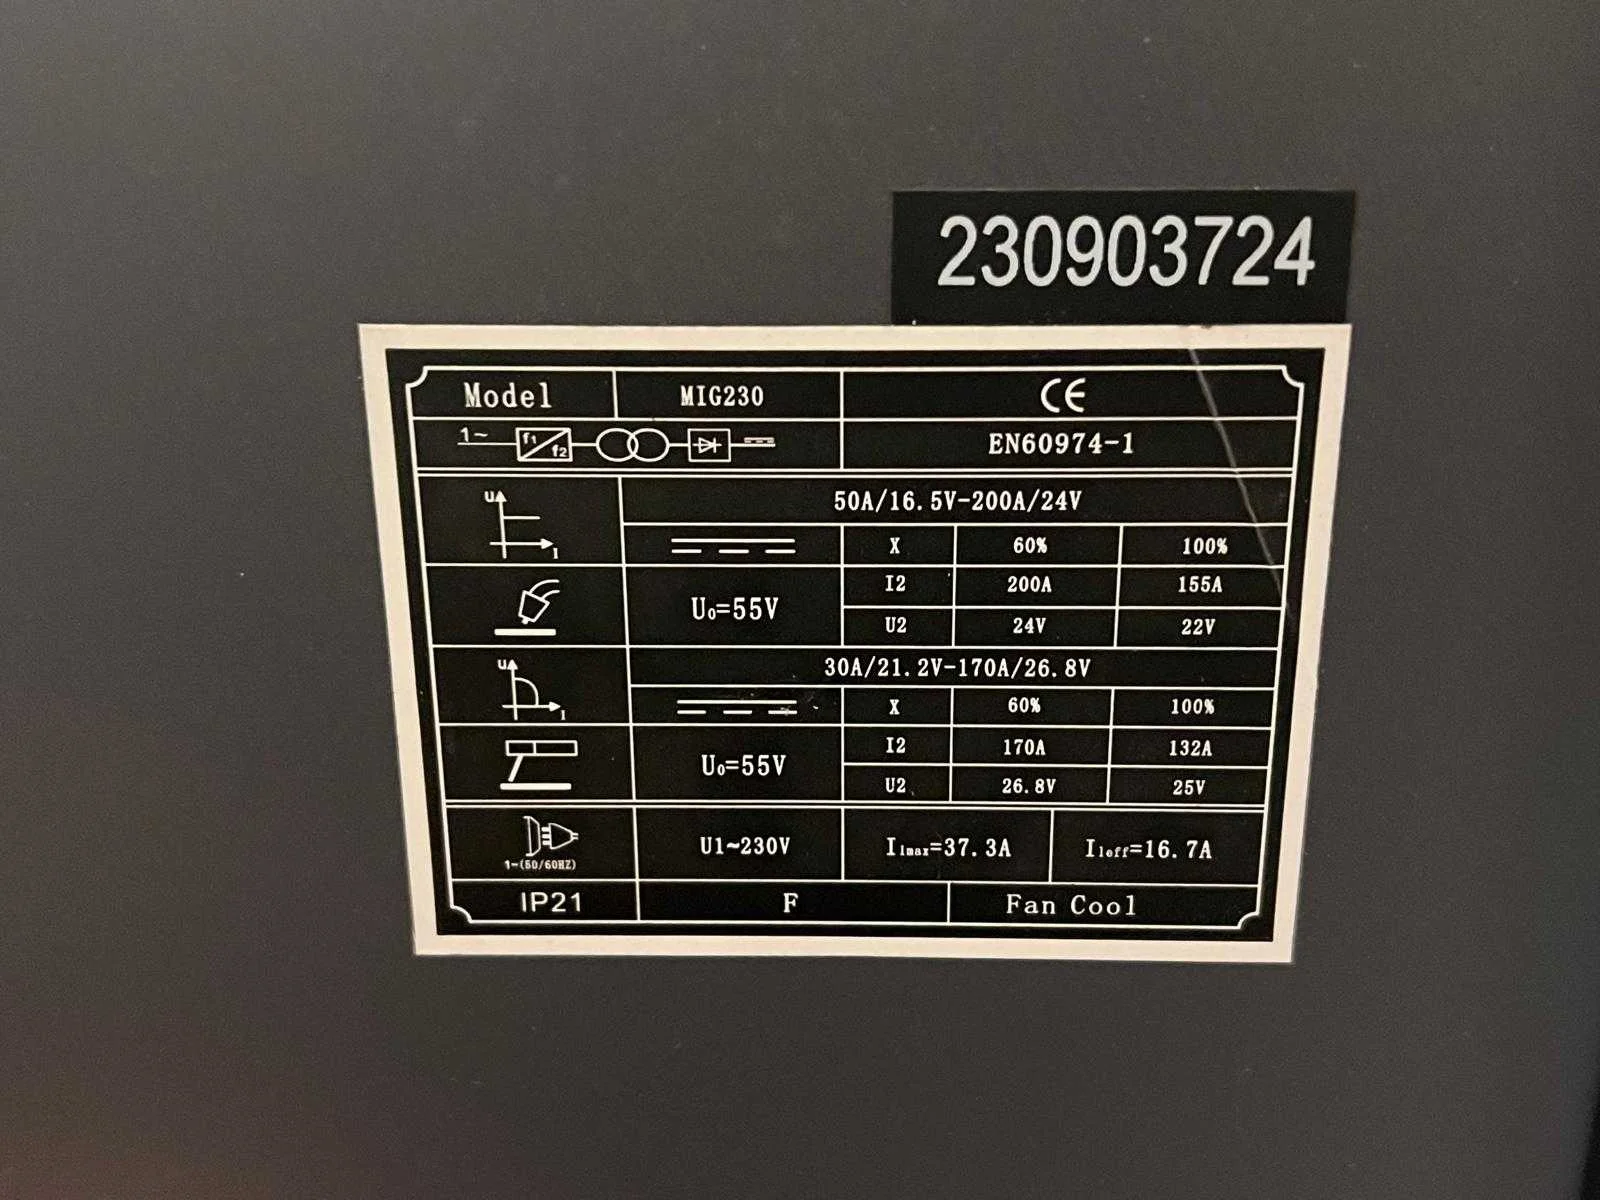 230903724
Model MIG230 CE
1~ f1 f2 EN60974-1
U I 50A/16.5V-200A/24V
X 60% 100%
U₀=55V I2 200A 155A
U2 24V 22V
U I 30A/21.2V-170A/26.8V
X 60% 100%
U₀=55V I2 170A 132A
U2 26.8V 25V
1~(50/60HZ) U1~230V I1max=37.3A I1eff=16.7A
IP21 F Fan Cool